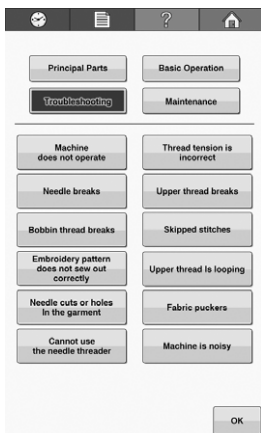 ?
Principal Parts
Basic Operation
Troubleshooting
Maintenance
Machine
does not operate
Thread tension is
incorrect
Needle breaks
Upper thread breaks
Bobbin thread breaks
Skipped stitches
Embroidery pattern
does not sew out
correctly
Upper thread Is looping
Needle cuts or holes
In the garment
Fabric puckers
Cannot use
the needle threader
Machine is noisy
OK